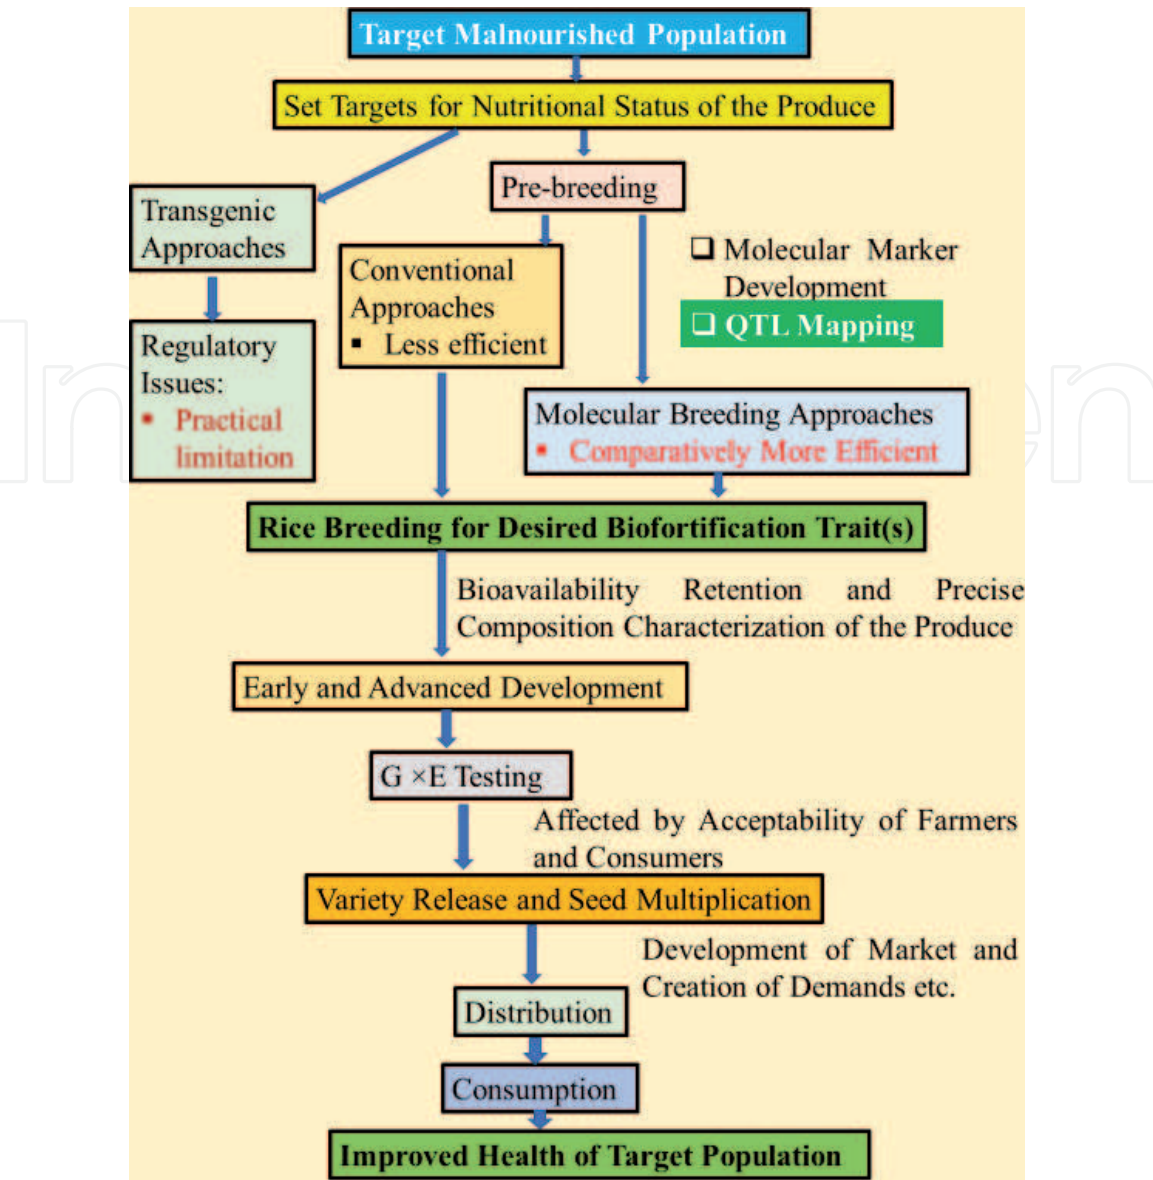 Target Malnourished Population
Set Targets for Nutritional Status of the Produce
Pre-breeding
Transgenic
Approaches
Conventional
Approaches
▪ Less efficient
❑ Molecular Marker
Development
❑ QTL Mapping
Regulatory
Issues:
▪ Practical
limitation
Molecular Breeding Approaches
▪ Comparatively More Efficient
Rice Breeding for Desired Biofortification Trait(s)
Bioavailability Retention and Precise
Composition Characterization of the Produce
Early and Advanced Development
G ×E Testing
Affected by Acceptability of Farmers
and Consumers
Variety Release and Seed Multiplication
Development of Market and
Creation of Demands etc.
Distribution
Consumption
Improved Health of Target Population